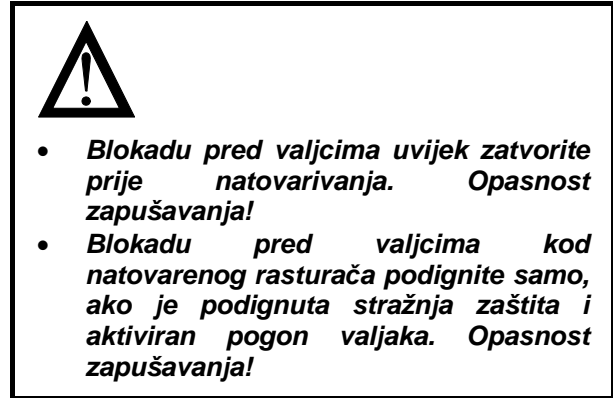 • Blokadu pred valjcima uvijek zatvorite
prije natovarivanja. Opasnost
zapušavanja!
• Blokadu pred valjcima kod
natovarenog rasturača podignite samo,
ako je podignuta stražnja zaštita i
aktiviran pogon valjaka. Opasnost
zapušavanja!